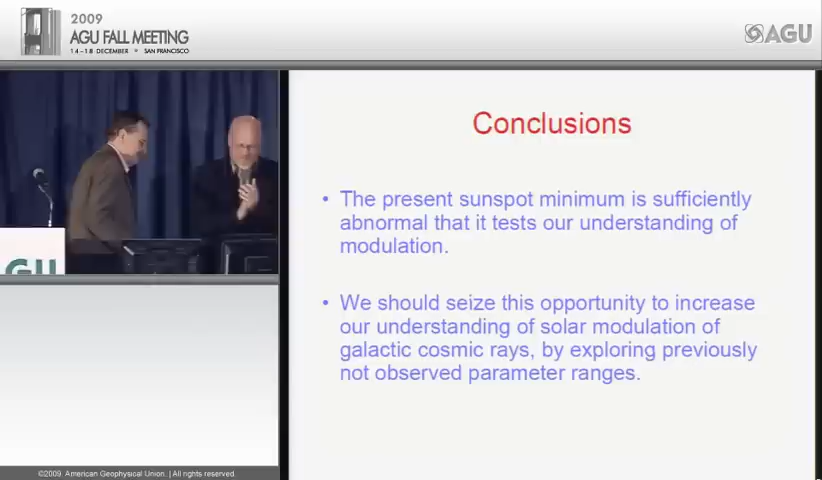 2009
AGU FALL MEETING
14–18 DECEMBER • SAN FRANCISCO
AGU
Conclusions
• The present sunspot minimum is sufficiently
abnormal that it tests our understanding of
modulation.
• We should seize this opportunity to increase
our understanding of solar modulation of
galactic cosmic rays, by exploring previously
not observed parameter ranges.
AGU
©2009 American Geophysical Union. | All rights reserved.